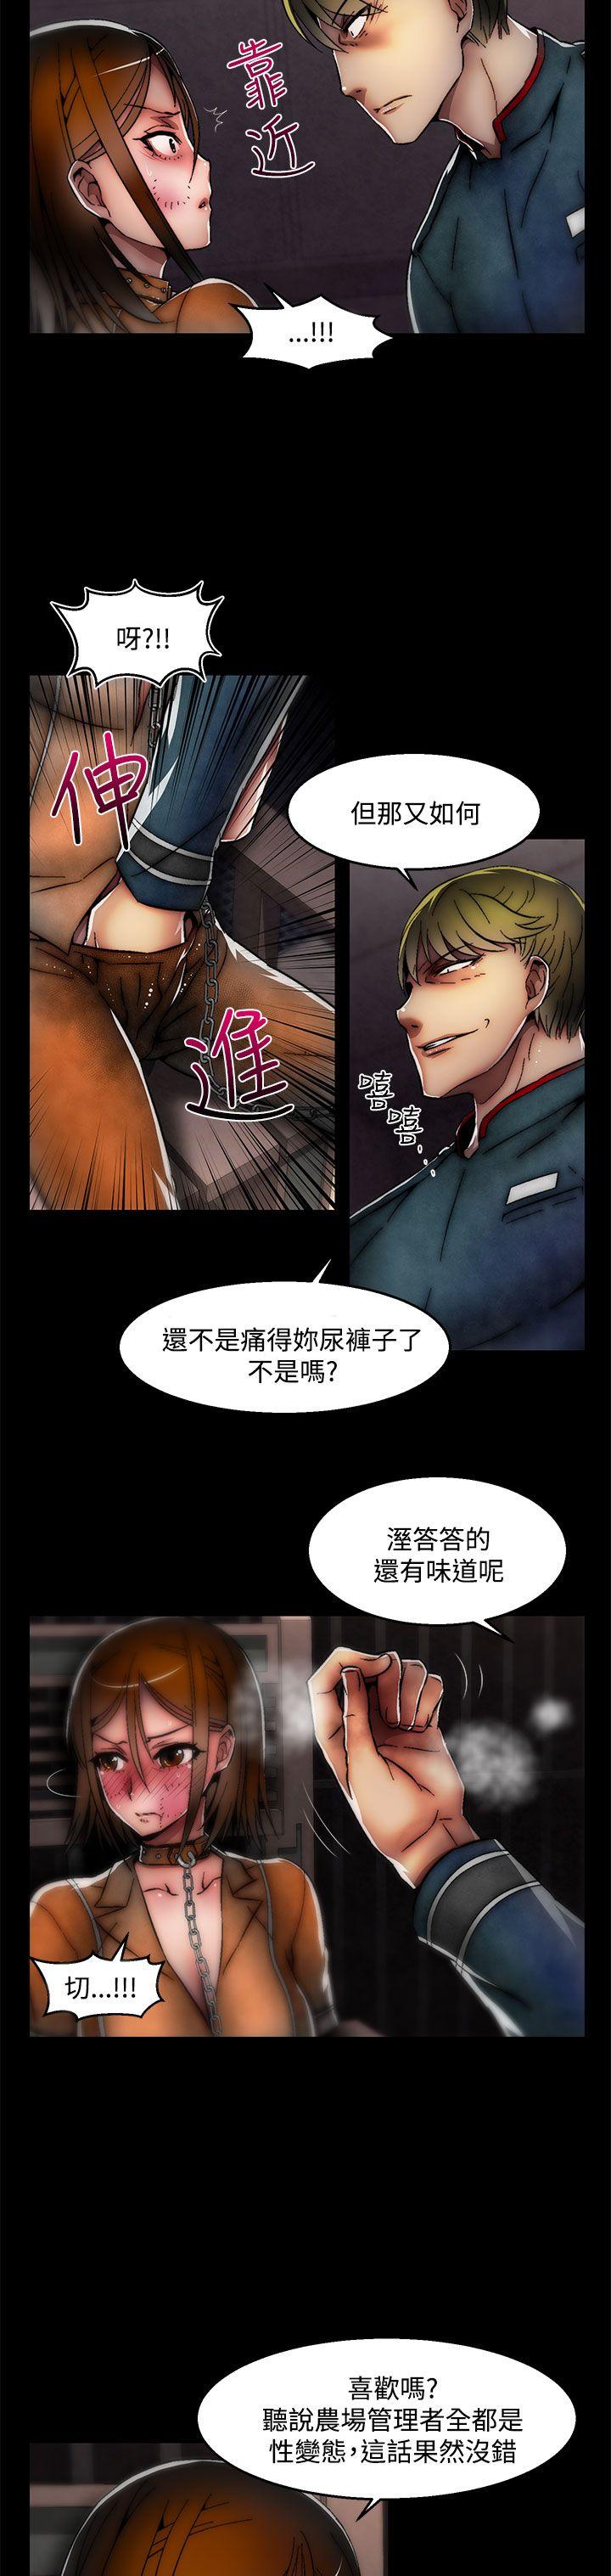 靠近
...!!!
呀?!!
伸
進
但那又如何
嘻嘻
還不是痛得妳尿褲子了
不是嗎?
溼答答的
還有味道呢
切...!!!
喜歡嗎?
聽說農場管理者全都是
性變態，這話果然沒錯